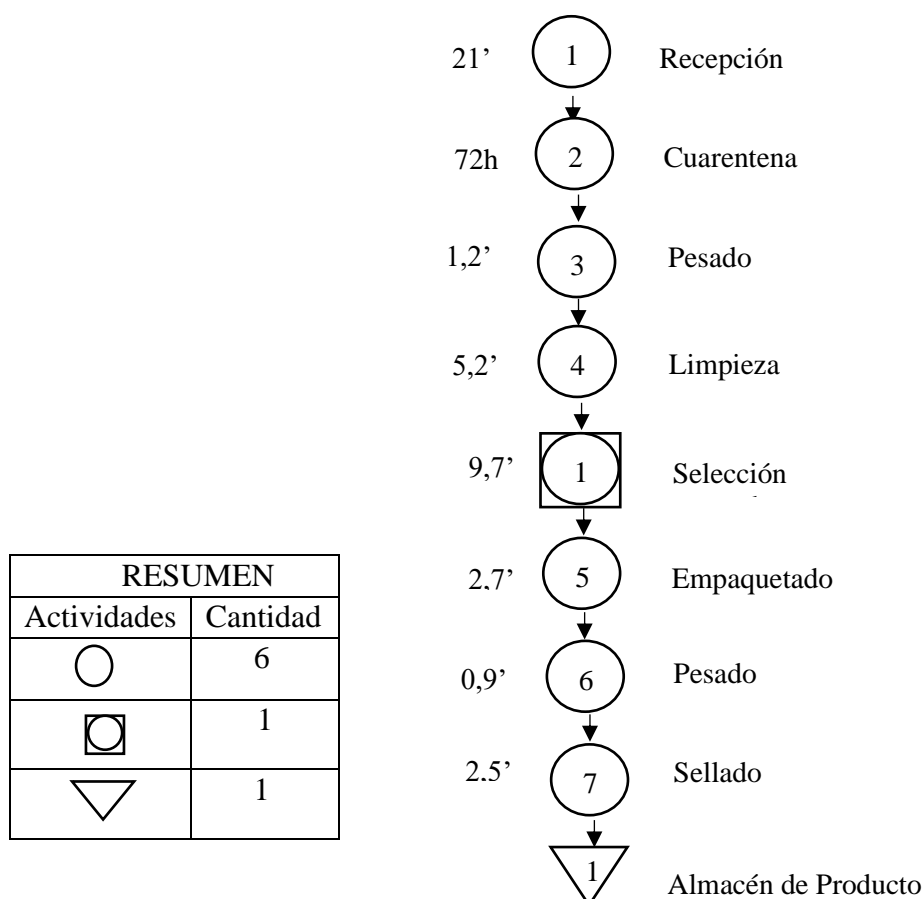 21’ 1 Recepción
72h 2 Cuarentena
1,2’ 3 Pesado
5,2’ 4 Limpieza
9,7’ 1 Selección
2,7’ 5 Empaquetado
0,9’ 6 Pesado
2,5’ 7 Sellado
1 Almacén de Producto
RESUMEN
Actividades Cantidad
6
1
1